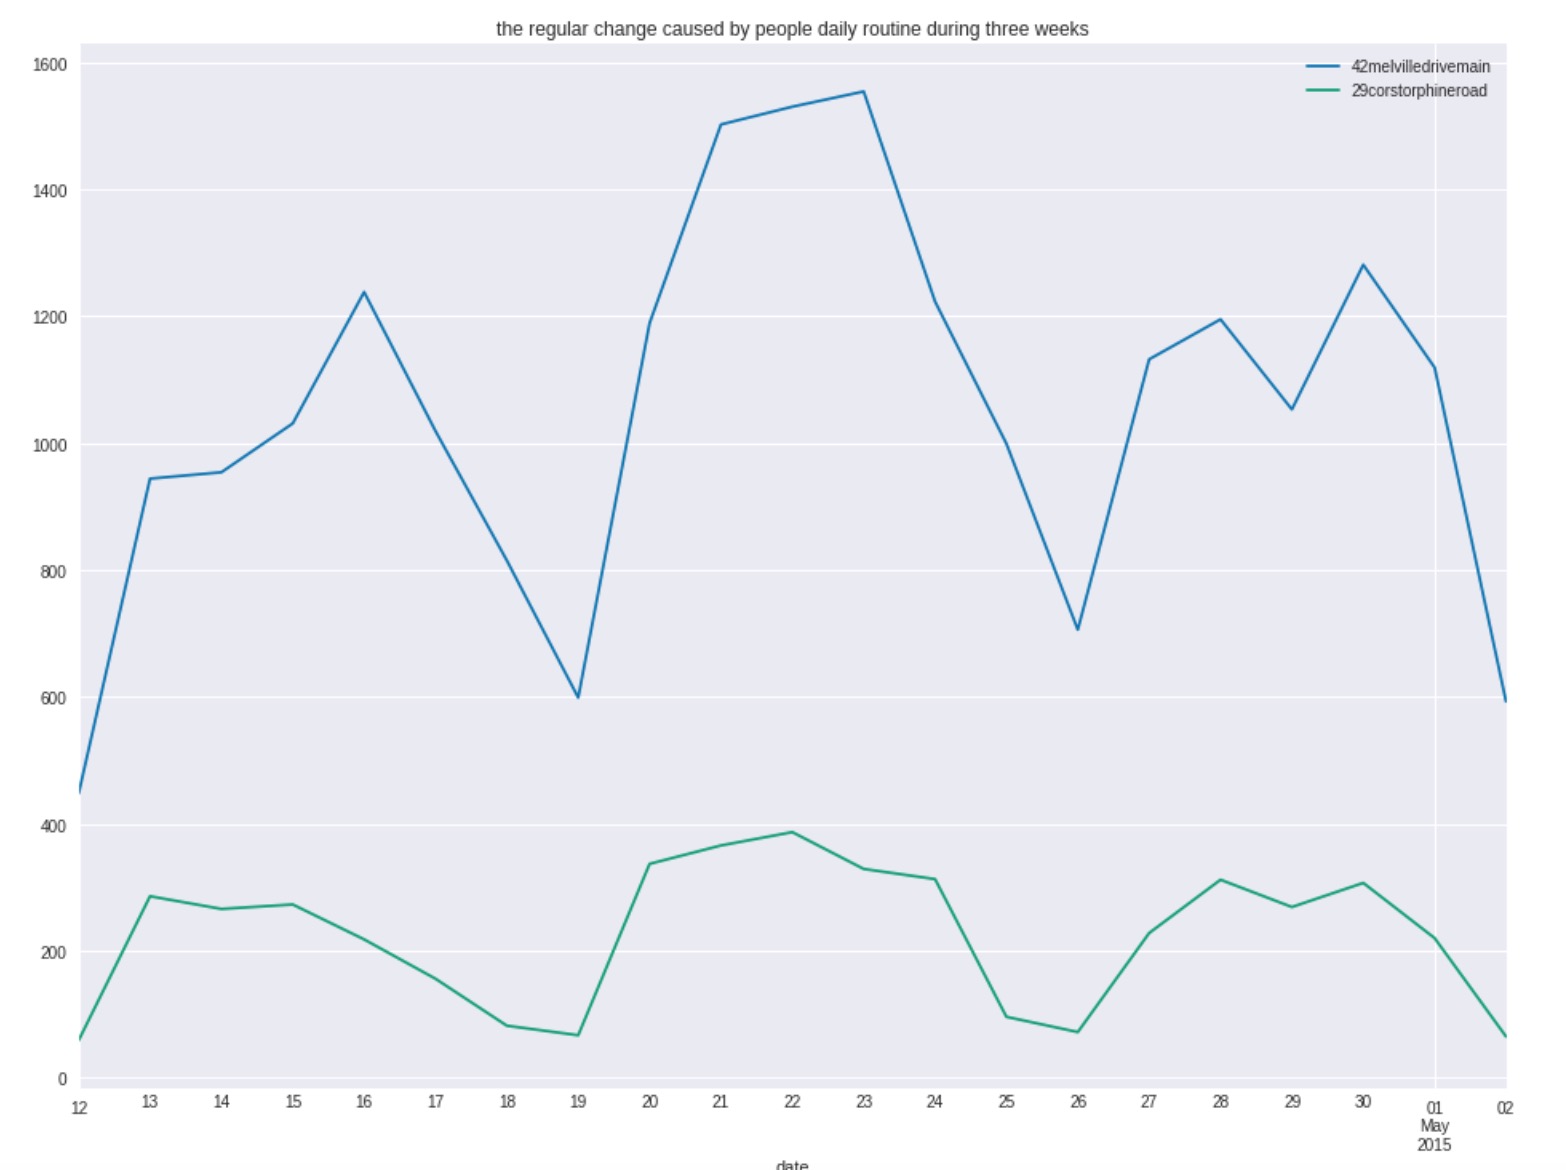 the regular change caused by people daily routine during three weeks
42melvilledrivemain
29corstorphineroad
1600
1400
1200
1000
800
600
400
200
0
12 13 14 15 16 17 18 19 20 21 22 23 24 25 26 27 28 29 30 01 02
May
2015
date